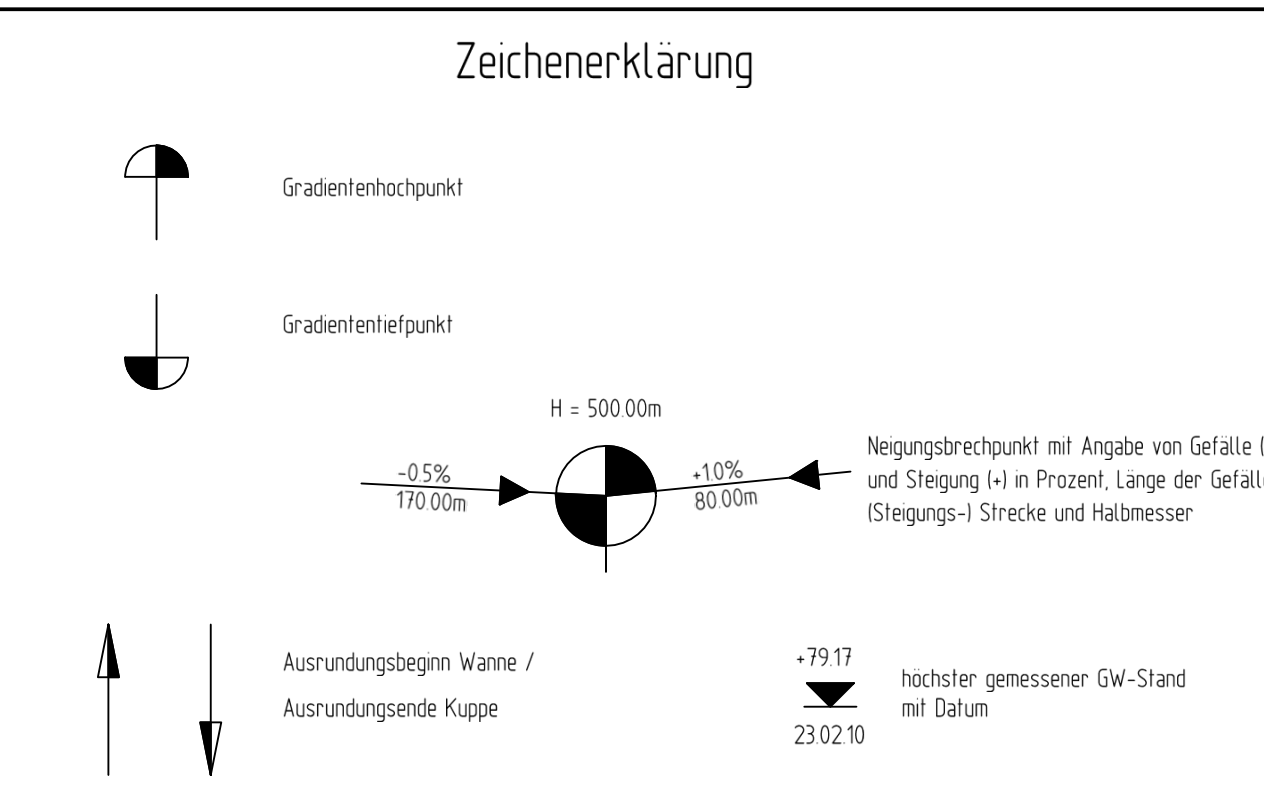 Zeichenerklärung
Gradientenhochpunkt
Gradiententiefpunkt
H = 500.00m
-0.5%
170.00m
+1.0%
80.00m
Neigungsbrechpunkt mit Angabe von Gefälle (
und Steigung (+) in Prozent, Länge der Gefälle
(Steigungs-) Strecke und Halbmesser
Ausrundungsbeginn Wanne /
Ausrundungsende Kuppe
+79.17
23.02.10
höchster gemessener GW-Stand
mit Datum